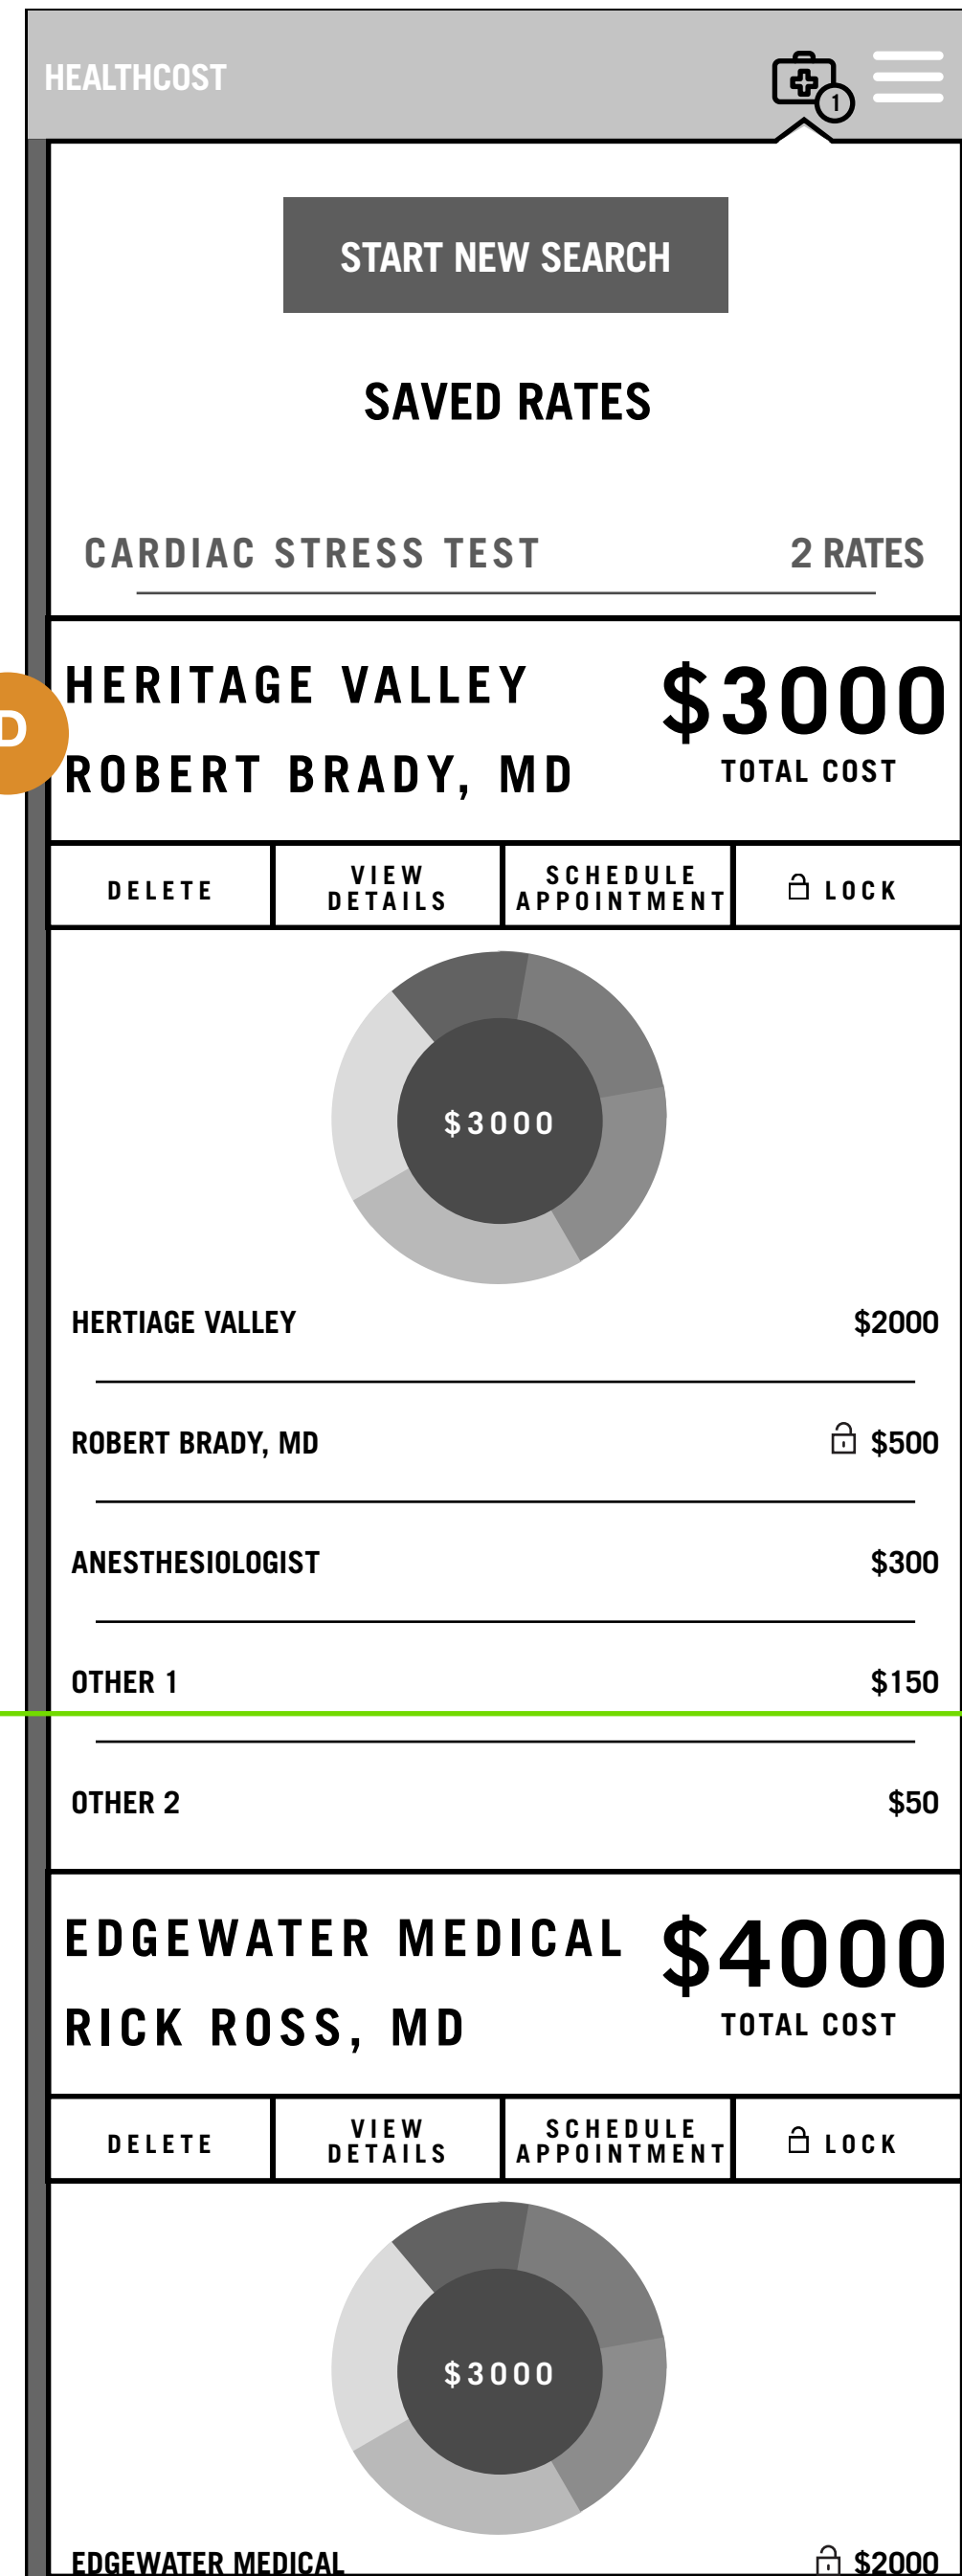 HEALTHCOST
1
START NEW SEARCH
SAVED RATES
CARDIAC STRESS TEST 2 RATES
HERITAGE VALLEY $3000
ROBERT BRADY, MD TOTAL COST
D
DELETE VIEW DETAILS SCHEDULE APPOINTMENT LOCK
$3000
HERTIAGE VALLEY $2000
ROBERT BRADY, MD $500
ANESTHESIOLOGIST $300
OTHER 1 $150
OTHER 2 $50
EDGEWATER MEDICAL $4000
RICK ROSS, MD TOTAL COST
DELETE VIEW DETAILS SCHEDULE APPOINTMENT LOCK
$3000
EDGEWATER MEDICAL $2000